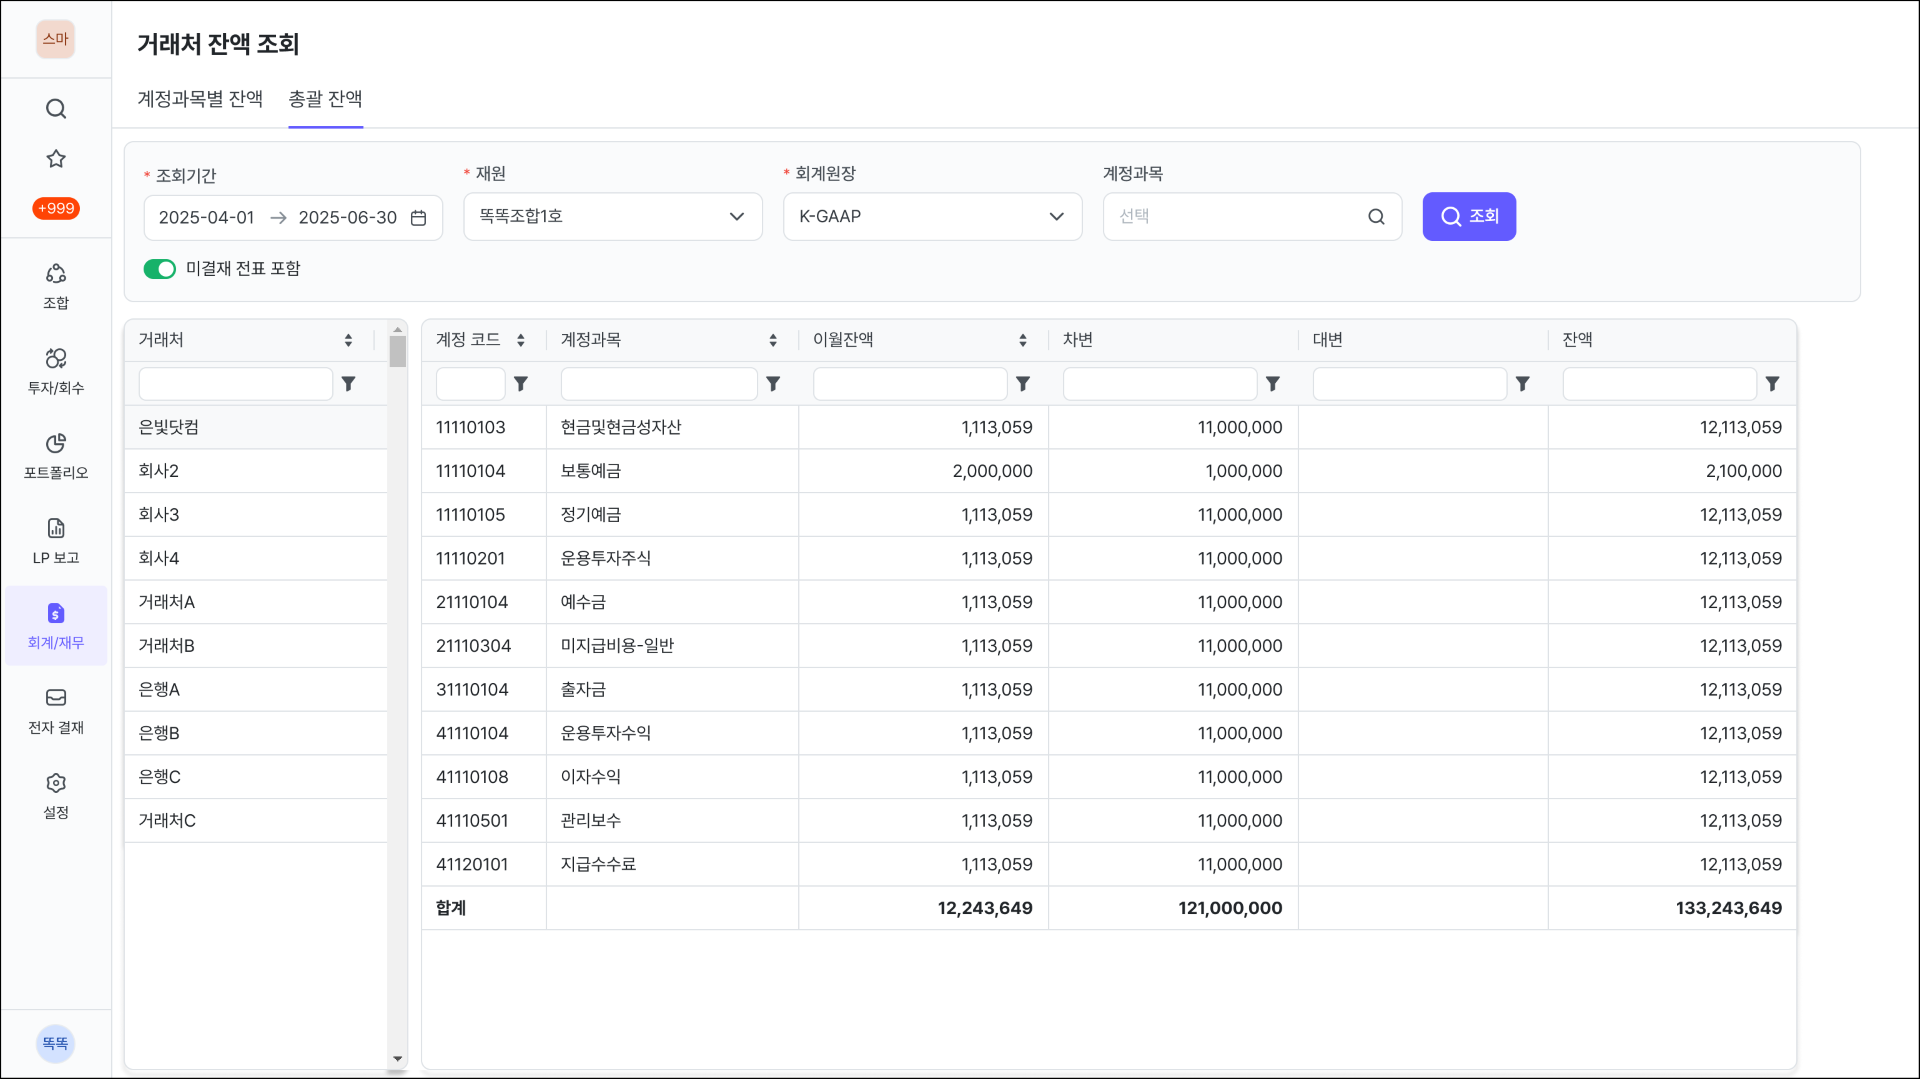 스마
+999
조합
투자/회수
포트폴리오
LP 보고
회계/재무
전자 결재
설정
똑똑
거래처 잔액 조회
계정과목별 잔액 총괄 잔액
* 조회기간 * 재원 * 회계원장 계정과목
2025-04-01 → 2025-06-30 똑똑조합1호 K-GAAP 선택 조회
미결재 전표 포함
거래처
은빛닷컴
회사2
회사3
회사4
거래처A
거래처B
은행A
은행B
은행C
거래처C
계정 코드 계정과목 이월잔액 차변 대변 잔액
11110103 현금및현금성자산 1,113,059 11,000,000 12,113,059
11110104 보통예금 2,000,000 1,000,000 2,100,000
11110105 정기예금 1,113,059 11,000,000 12,113,059
11110201 운용투자주식 1,113,059 11,000,000 12,113,059
21110104 예수금 1,113,059 11,000,000 12,113,059
21110304 미지급비용-일반 1,113,059 11,000,000 12,113,059
31110104 출자금 1,113,059 11,000,000 12,113,059
41110104 운용투자수익 1,113,059 11,000,000 12,113,059
41110108 이자수익 1,113,059 11,000,000 12,113,059
41110501 관리보수 1,113,059 11,000,000 12,113,059
41120101 지급수수료 1,113,059 11,000,000 12,113,059
합계 12,243,649 121,000,000 133,243,649